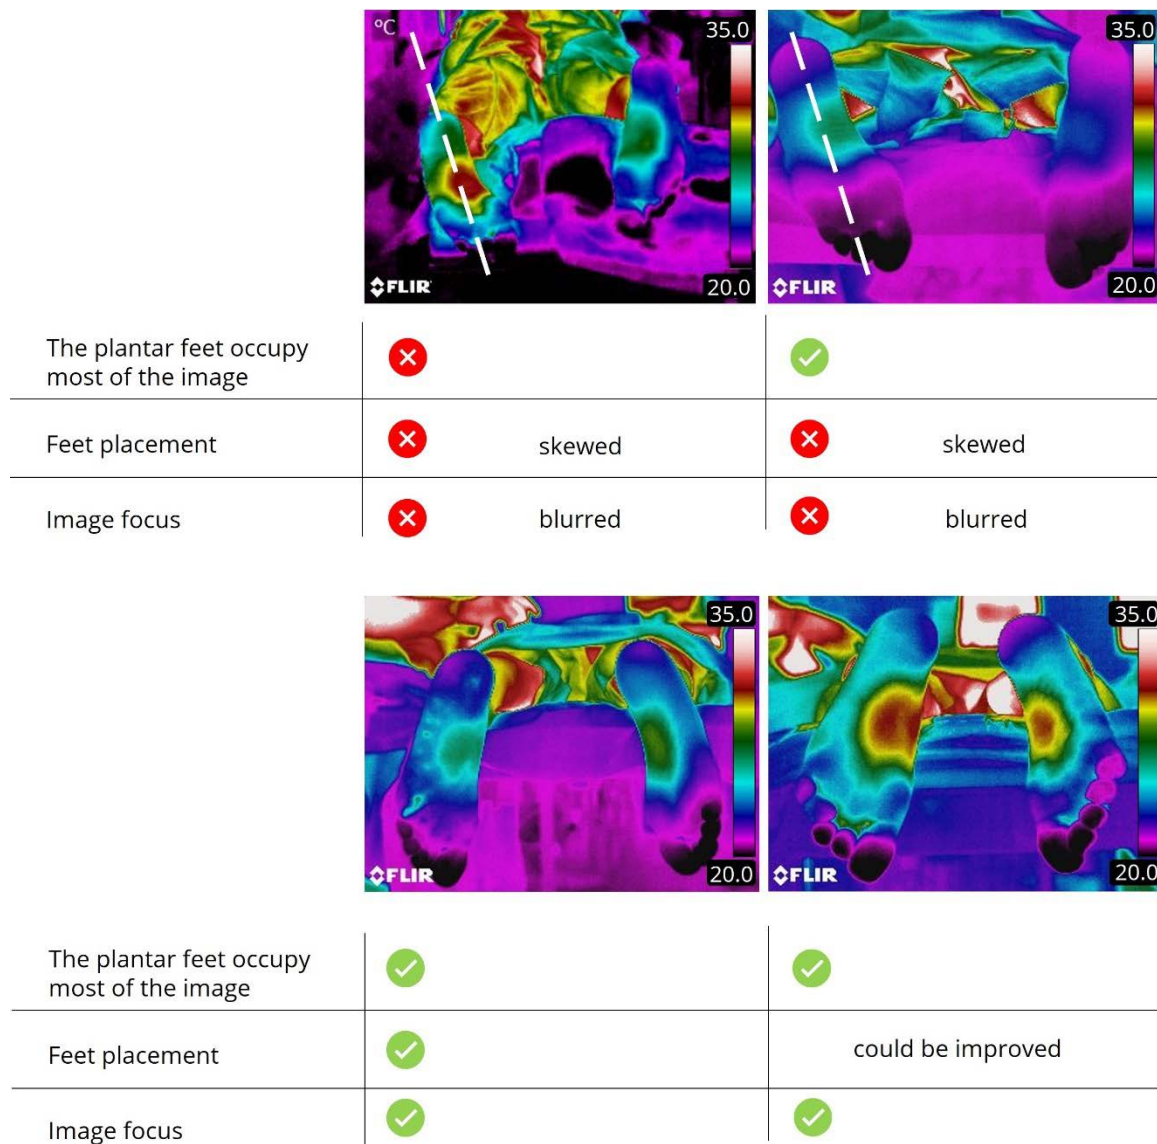 ºC
35.0
35.0
FLIR
20.0
FLIR
20.0
The plantar feet occupy
most of the image
Feet placement
skewed
skewed
Image focus
blurred
blurred
35.0
35.0
FLIR
20.0
FLIR
20.0
The plantar feet occupy
most of the image
Feet placement
could be improved
Image focus